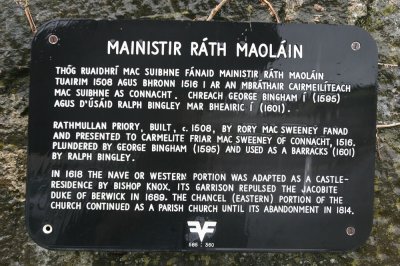 MAINISTIR RÁTH MAOLÁIN
THÓG RUAIDHRÍ MAC SUIBHNE FÁNAID MAINISTIR RÁTH MAOLÁIN
TUAIRIM 1508 AGUS BHRONN 1516 Í AR AN MBRÁTHAIR CAIRMEILÍTEACH
MAC SUIBHNE AS CONNACHT. CHREACH GEORGE BINGHAM Í (1595)
AGUS D'ÚSÁID RALPH BINGLEY MAR BHEAIRIC Í (1601).
RATHMULLAN PRIORY, BUILT, c.1508, BY RORY MAC SWEENEY FANAD
AND PRESENTED TO CARMELITE FRIAR MAC SWEENEY OF CONNACHT, 1516.
PLUNDERED BY GEORGE BINGHAM (1595) AND USED AS A BARRACKS (1601)
BY RALPH BINGLEY.
IN 1618 THE NAVE OR WESTERN PORTION WAS ADAPTED AS A CASTLE-
RESIDENCE BY BISHOP KNOX. ITS GARRISON REPULSED THE JACOBITE
DUKE OF BERWICK IN 1689. THE CHANCEL (EASTERN) PORTION OF THE
CHURCH CONTINUED AS A PARISH CHURCH UNTIL ITS ABANDONMENT IN 1814.